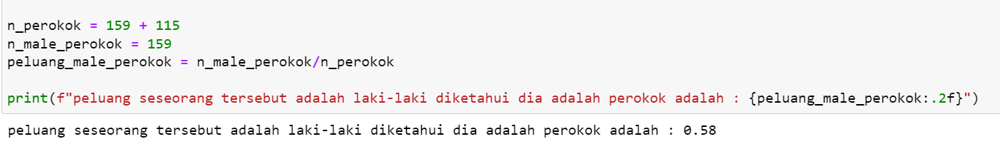 n_perokok = 159 + 115
n_male_perokok = 159
peluang_male_perokok = n_male_perokok/n_perokok
print(f"peluang seseorang tersebut adalah laki-laki diketahui dia adalah perokok adalah : {peluang_male_perokok:.2f}")
peluang seseorang tersebut adalah laki-laki diketahui dia adalah perokok adalah : 0.58